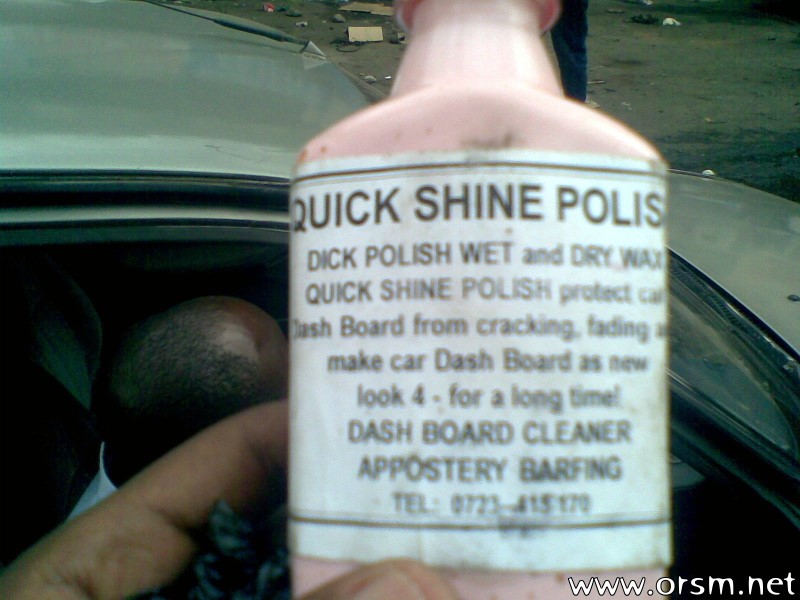 QUICK SHINE POLIS
DICK POLISH WET and DRY WAX
QUICK SHINE POLISH protect car
Dash Board from cracking, fading a
make car Dash Board as new
look 4 - for a long time!
DASH BOARD CLEANER
APPOSTERY BARFING
TEL: 0723-415170
www.orsm.net